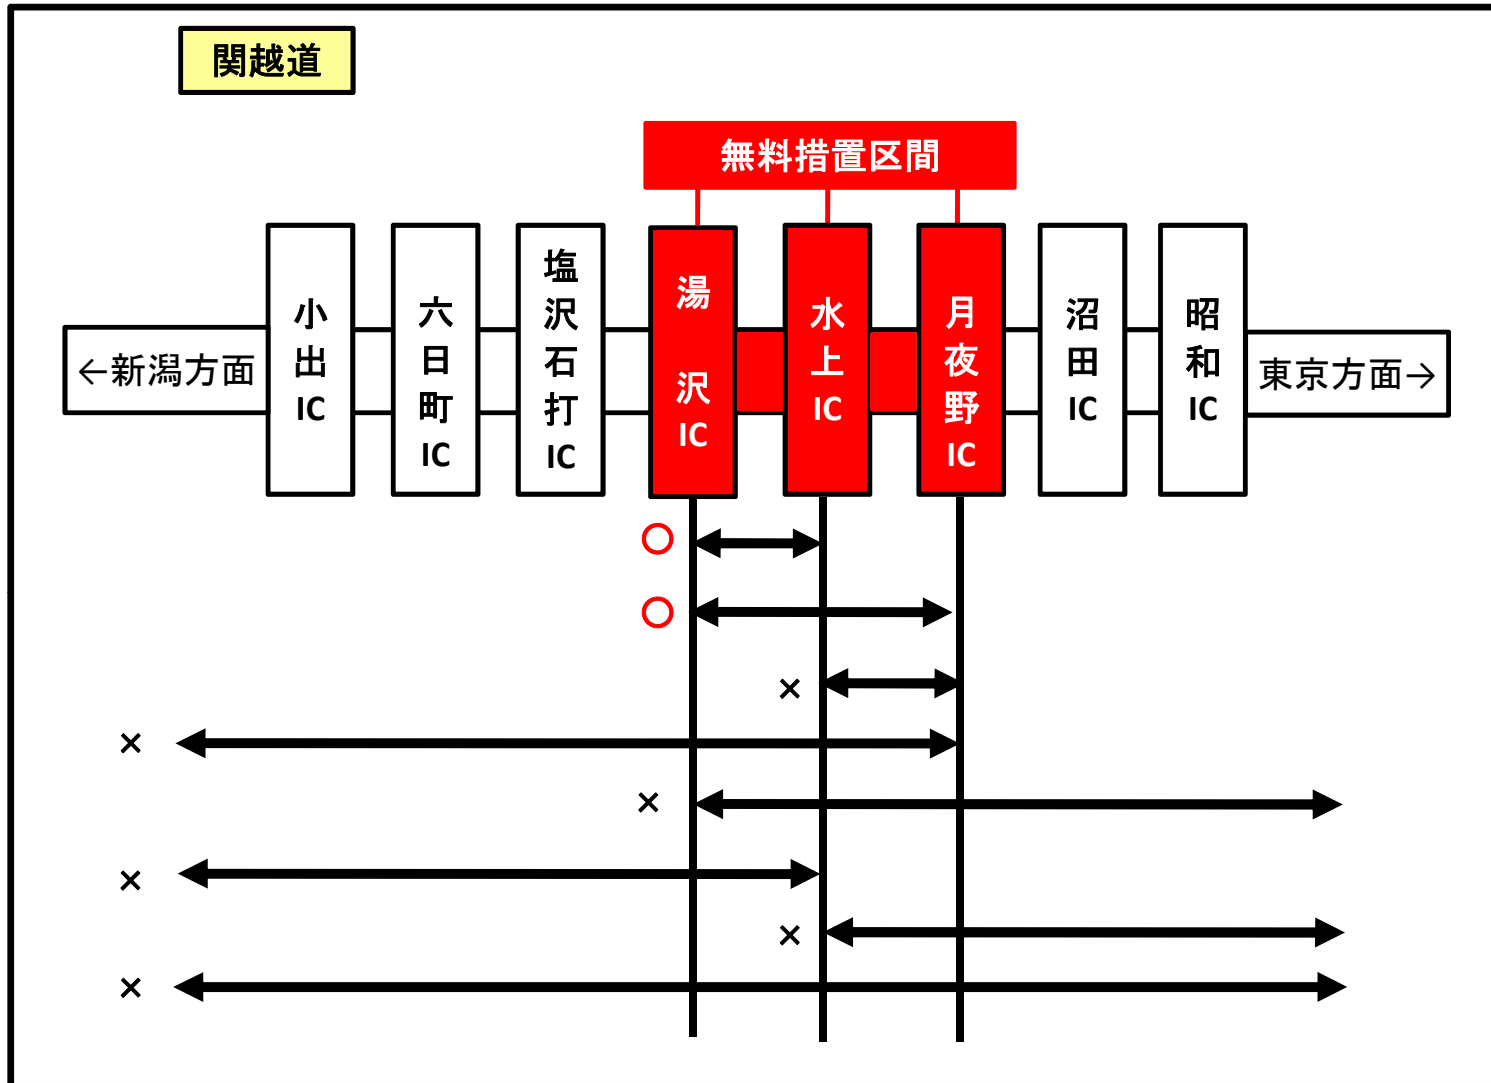 関越道
無料措置区間
←新潟方面
小出IC
六日町IC
塩沢石打IC
湯沢IC
水上IC
月夜野IC
沼田IC
昭和IC
東京方面→
○
○
×
×
×
×
×
×